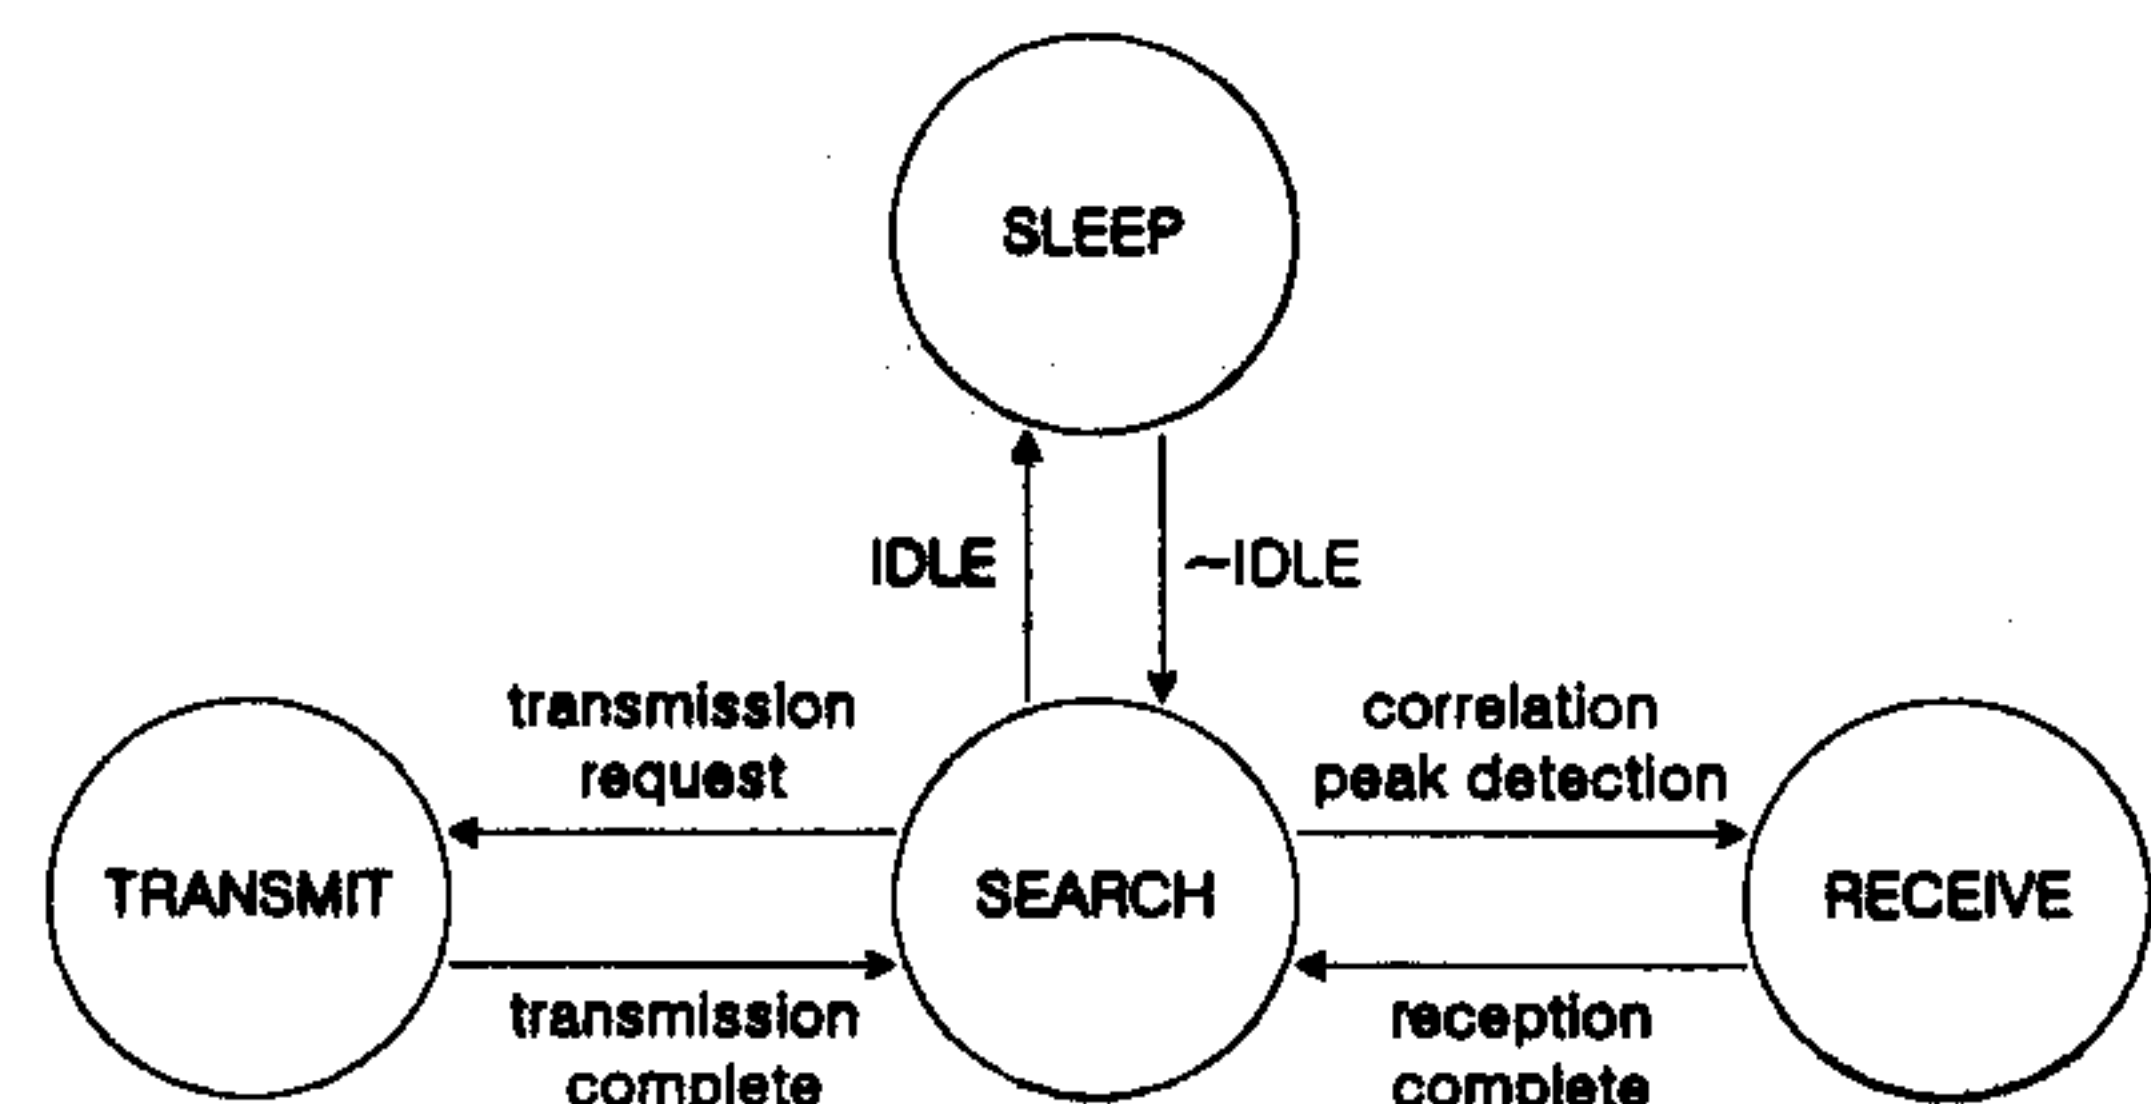 SLEEP
IDLE
~IDLE
transmission
request
correlation
peak detection
TRANSMIT
SEARCH
RECEIVE
transmission
complete
reception
complete